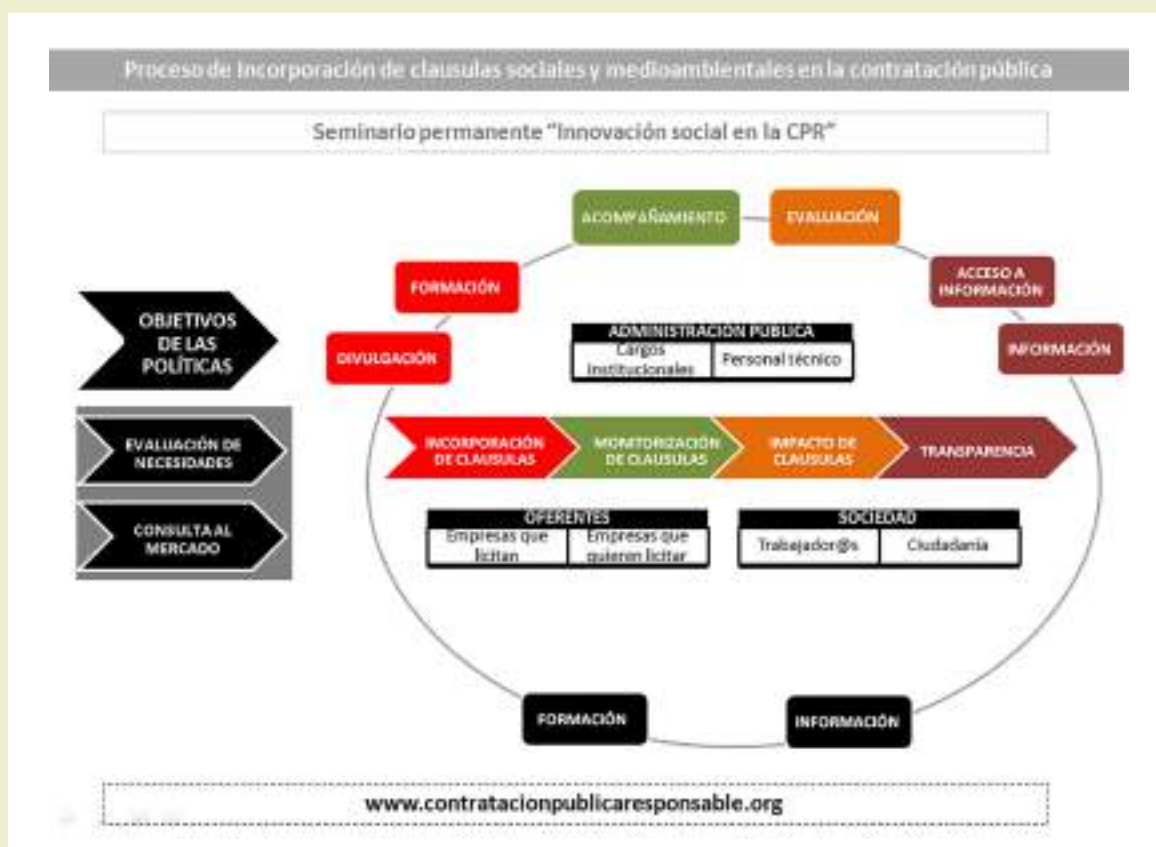 Proceso de Incorporación de clausulas sociales y medioambientales en la contratación pública
Seminario permanente "Innovación social en la CPR"
ACOMPAÑAMIENTO
EVALUACIÓN
FORMACIÓN
ACCESO A
INFORMACIÓN
DIVULGACIÓN
INFORMACIÓN
OBJETIVOS
DE LAS
POLÍTICAS
ADMINISTRACIÓN PUBLICA
Cargos
Institucionales
Personal técnico
EVALUACIÓN DE
NECESIDADES
INCORPORACIÓN
DE CLAUSULAS
MONITORIZACIÓN
DE CLAUSULAS
IMPACTO DE
CLAUSULAS
TRANSPARENCIA
CONSULTA AL
MERCADO
OFERENTES
Empresas que
licitan
Empresas que
quieren licitar
SOCIEDAD
Trabajador@s
Ciudadanía
FORMACIÓN
INFORMACIÓN
www.contratacionpublicaresponsable.org